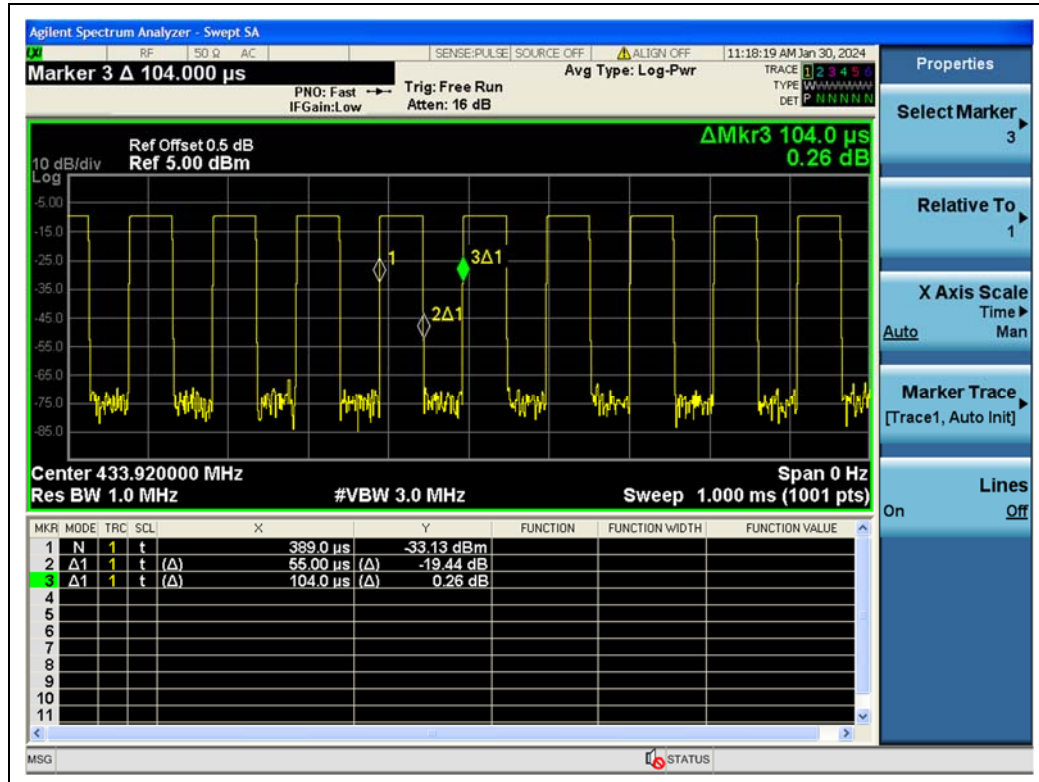 Agilent Spectrum Analyzer - Swept SA
LXI RF 50 Ω AC SENSE:PULSE SOURCE OFF ALIGN OFF 11:18:19 AM Jan 30, 2024
Marker 3 Δ 104.000 µs
PNO: Fast
IFGain:Low
Trig: Free Run
Atten: 16 dB
Avg Type: Log-Pwr
TRACE 1 2 3 4 5 6
TYPE W
DET P N N N N N
Ref Offset 0.5 dB
10 dB/div Ref 5.00 dBm
Log
ΔMkr3 104.0 µs
0.26 dB
-5.00
-15.0
-25.0
-35.0
-45.0
-55.0
-65.0
-75.0
-85.0
1
3Δ1
2Δ1
Center 433.920000 MHz Span 0 Hz
Res BW 1.0 MHz #VBW 3.0 MHz Sweep 1.000 ms (1001 pts)
MKR MODE TRC SCL X Y FUNCTION FUNCTION WIDTH FUNCTION VALUE
1 N 1 t 389.0 µs -33.13 dBm
2 Δ1 1 t (Δ) 55.00 µs (Δ) -19.44 dB
3 Δ1 1 t (Δ) 104.0 µs (Δ) 0.26 dB
4
5
6
7
8
9
10
11
MSG STATUS
Properties
Select Marker
3
Relative To
1
X Axis Scale
Time
Auto Man
Marker Trace
[Trace1, Auto Init]
Lines
On Off